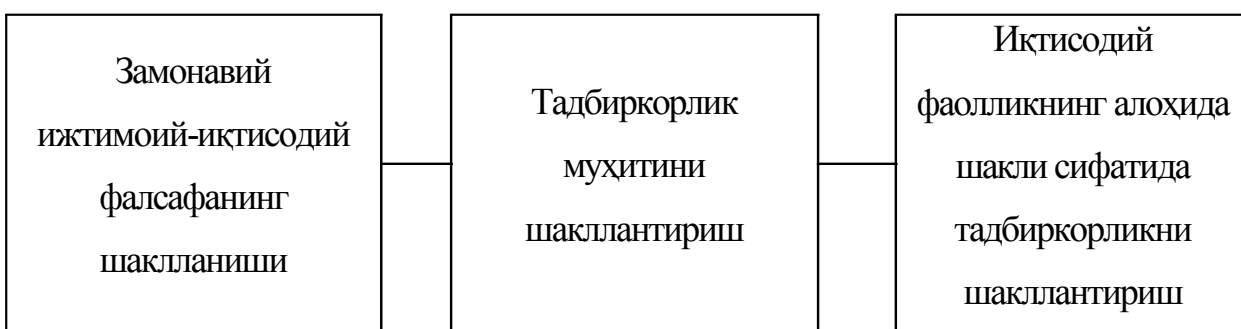 Замонавий
ижтимоий-иқтисодий
фалсафанинг
шаклланиши
Тадбиркорлик
муҳитини
шакллантириш
Иқтисодий
фаолликнинг алоҳида
шакли сифатида
тадбиркорликни
шакллантириш